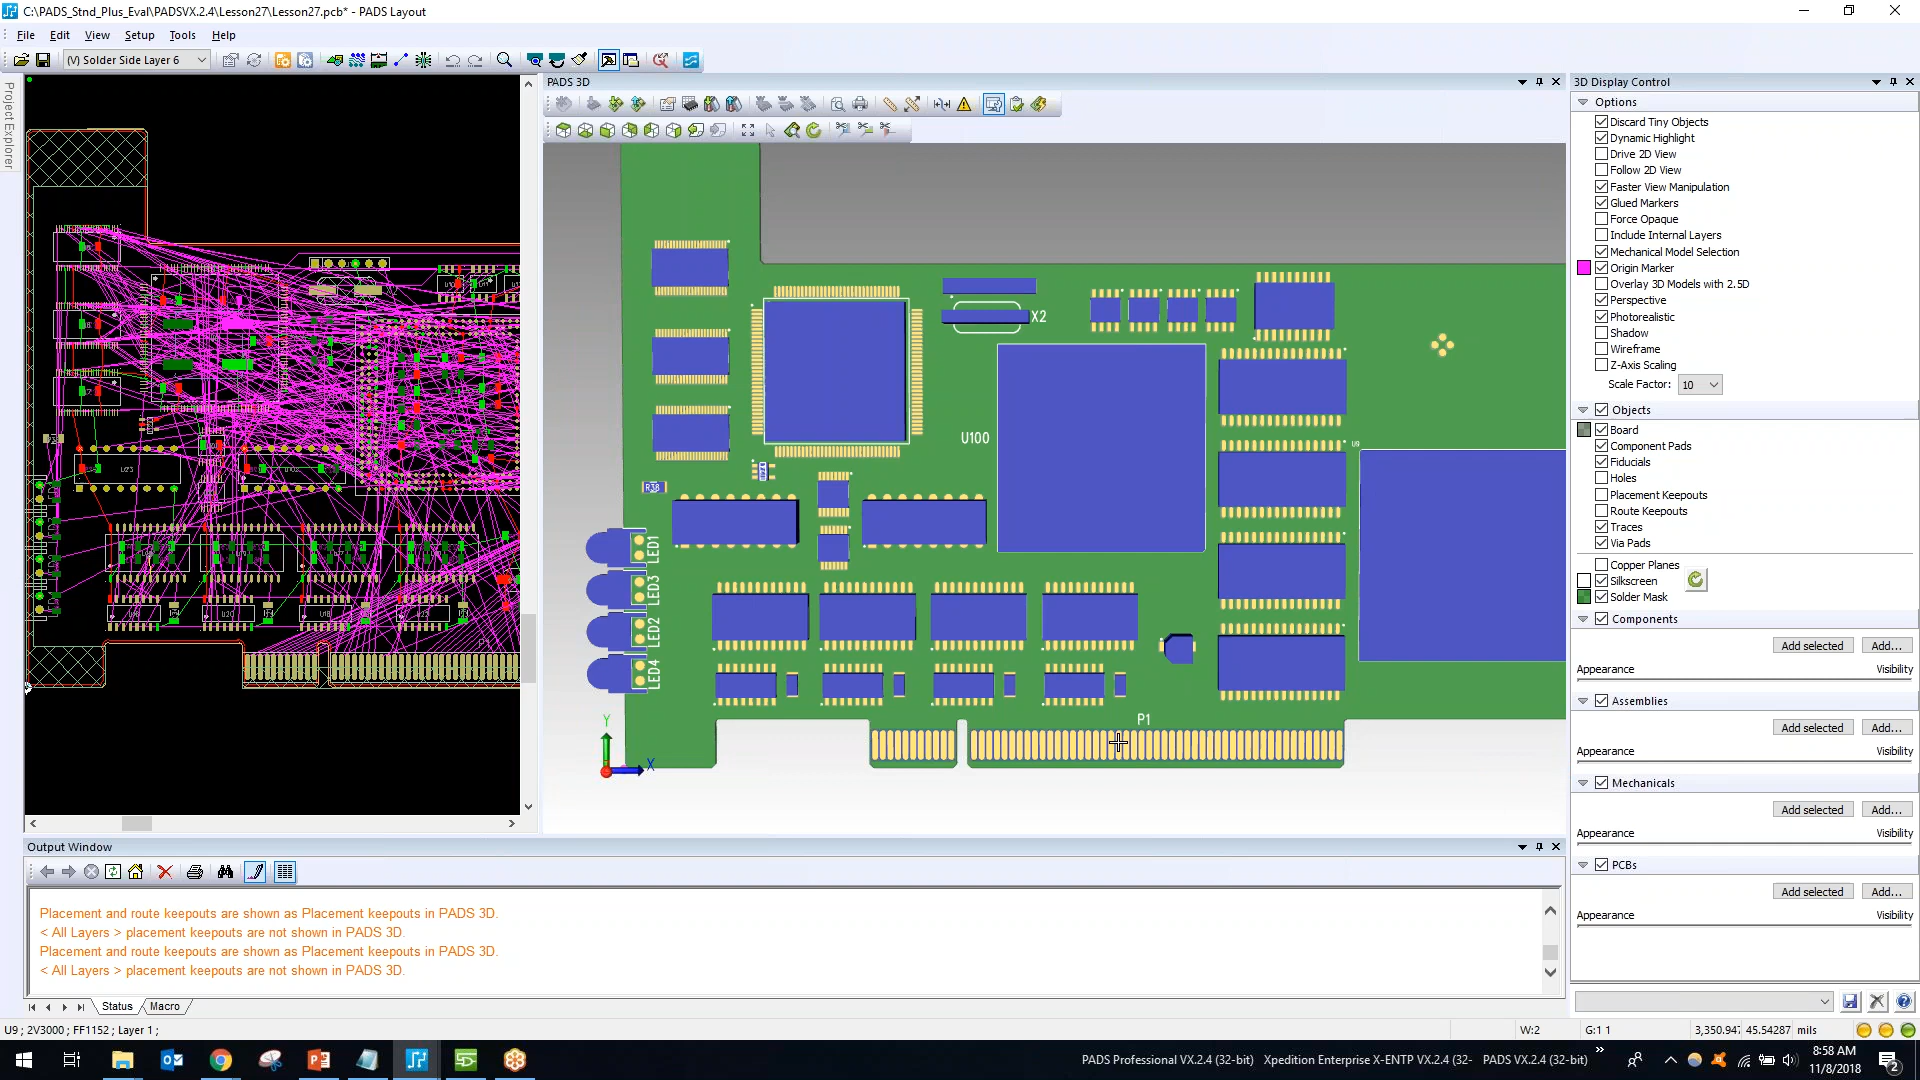 C:\PADS_Stnd_Plus_Eval\PADSVX.2.4\Lesson27\Lesson27.pcb* - PADS Layout
File Edit View Setup Tools Help
(V) Solder Side Layer 6
Project Explorer
PADS 3D
X2
U100
U9
R38
LED1
LED3
LED2
LED4
P1
Y
X
3D Display Control
Options
Discard Tiny Objects
Dynamic Highlight
Drive 2D View
Follow 2D View
Faster View Manipulation
Glued Markers
Force Opaque
Include Internal Layers
Mechanical Model Selection
Origin Marker
Overlay 3D Models with 2.5D
Perspective
Photorealistic
Shadow
Wireframe
Z-Axis Scaling
Scale Factor: 10
Objects
Board
Component Pads
Fiducials
Holes
Placement Keepouts
Route Keepouts
Traces
Via Pads
Copper Planes
Silkscreen
Solder Mask
Components
Add selected Add...
Appearance Visibility
Assemblies
Add selected Add...
Appearance Visibility
Mechanicals
Add selected Add...
Appearance Visibility
PCBs
Add selected Add...
Appearance Visibility
Output Window
Placement and route keepouts are shown as Placement keepouts in PADS 3D.
< All Layers > placement keepouts are not shown in PADS 3D.
Placement and route keepouts are shown as Placement keepouts in PADS 3D.
< All Layers > placement keepouts are not shown in PADS 3D.
Status Macro
U9 ; 2V3000 ; FF1152 ; Layer 1 ; W:2 G:1 1 3,350.947 45.54287 mils
PADS Professional VX.2.4 (32-bit) Xpedition Enterprise X-ENTP VX.2.4 (32- PADS VX.2.4 (32-bit) 8:58 AM
11/8/2018
2